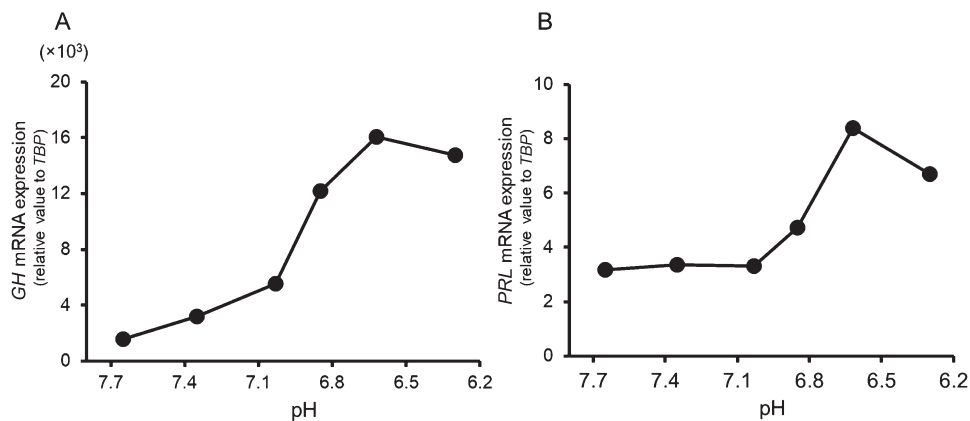 A
(×10³)
GH mRNA expression
(relative value to TBP)
20
16
12
8
4
0
7.7 7.4 7.1 6.8 6.5 6.2
pH
B
PRL mRNA expression
(relative value to TBP)
10
8
6
4
2
0
7.7 7.4 7.1 6.8 6.5 6.2
pH